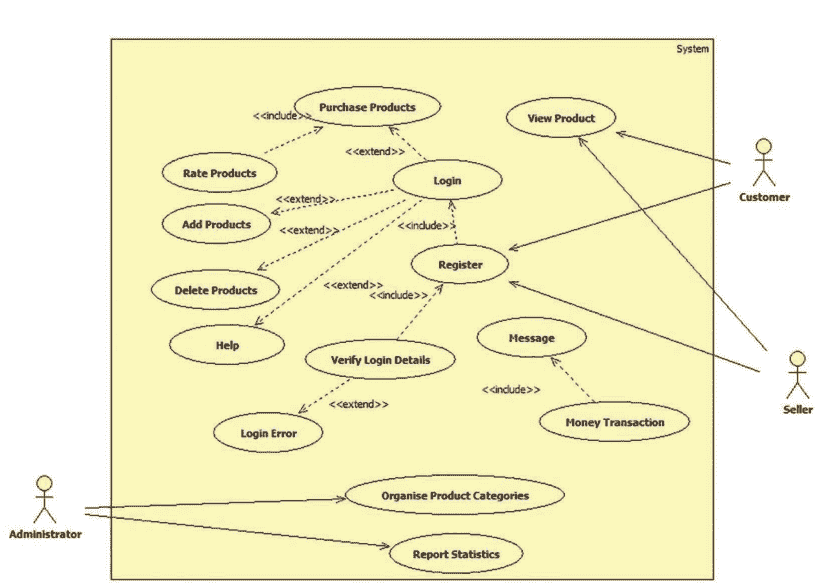 System
Purchase Products
<<include>>
View Product
<<extend>>
Rate Products
Login
Customer
<<extend>>
Add Products
<<include>>
<<extend>>
Register
Delete Products
<<extend>>
<<include>>
Help
Message
Verify Login Details
<<include>>
Seller
<<extend>>
Login Error
Money Transaction
Organise Product Categories
Administrator
Report Statistics